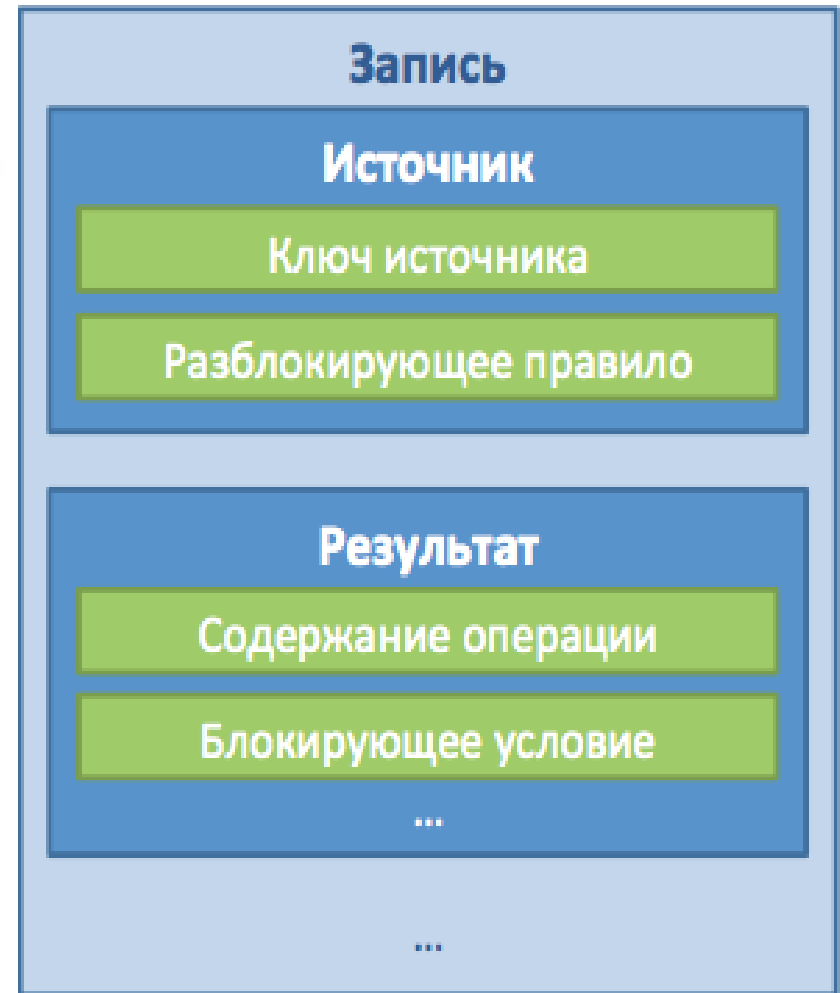 Запись
Источник
Ключ источника
Разблокирующее правило
Результат
Содержание операции
Блокирующее условие
...
...